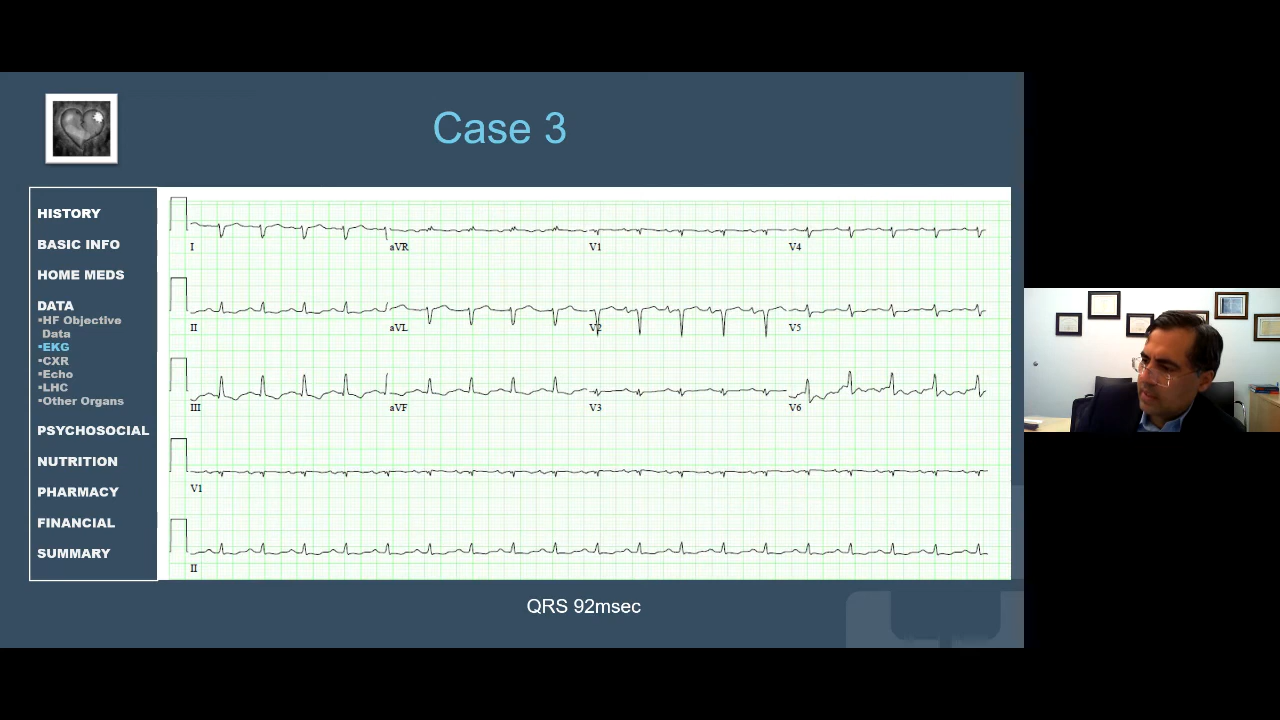 Case 3
HISTORY
BASIC INFO
HOME MEDS
DATA
▪HF Objective
Data
▪EKG
▪CXR
▪Echo
▪LHC
▪Other Organs
PSYCHOSOCIAL
NUTRITION
PHARMACY
FINANCIAL
SUMMARY
I aVR V1 V4
II aVL V2 V5
III aVF V3 V6
V1
II
QRS 92msec